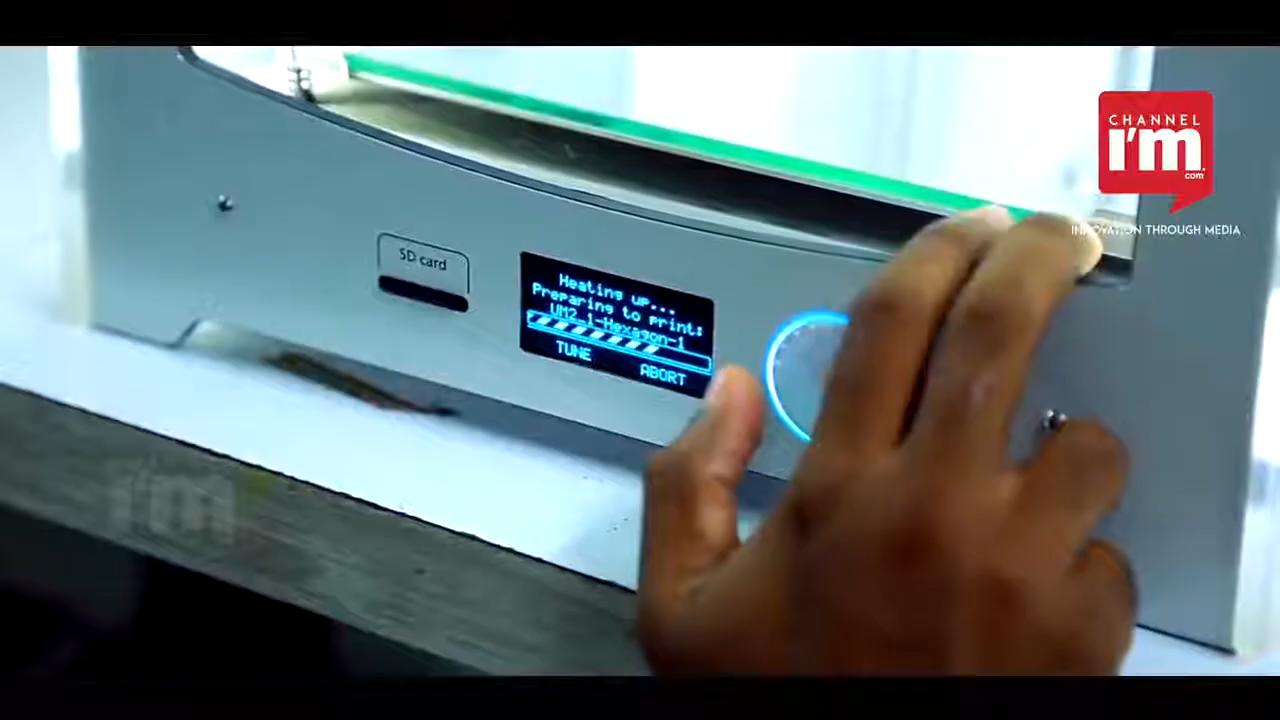 CHANNEL
i'm
.com
INNOVATION THROUGH MEDIA
SD card
Heating up...
Preparing to print:
UM2-1-Hexagon-1
TUNE
ABORT
i'm